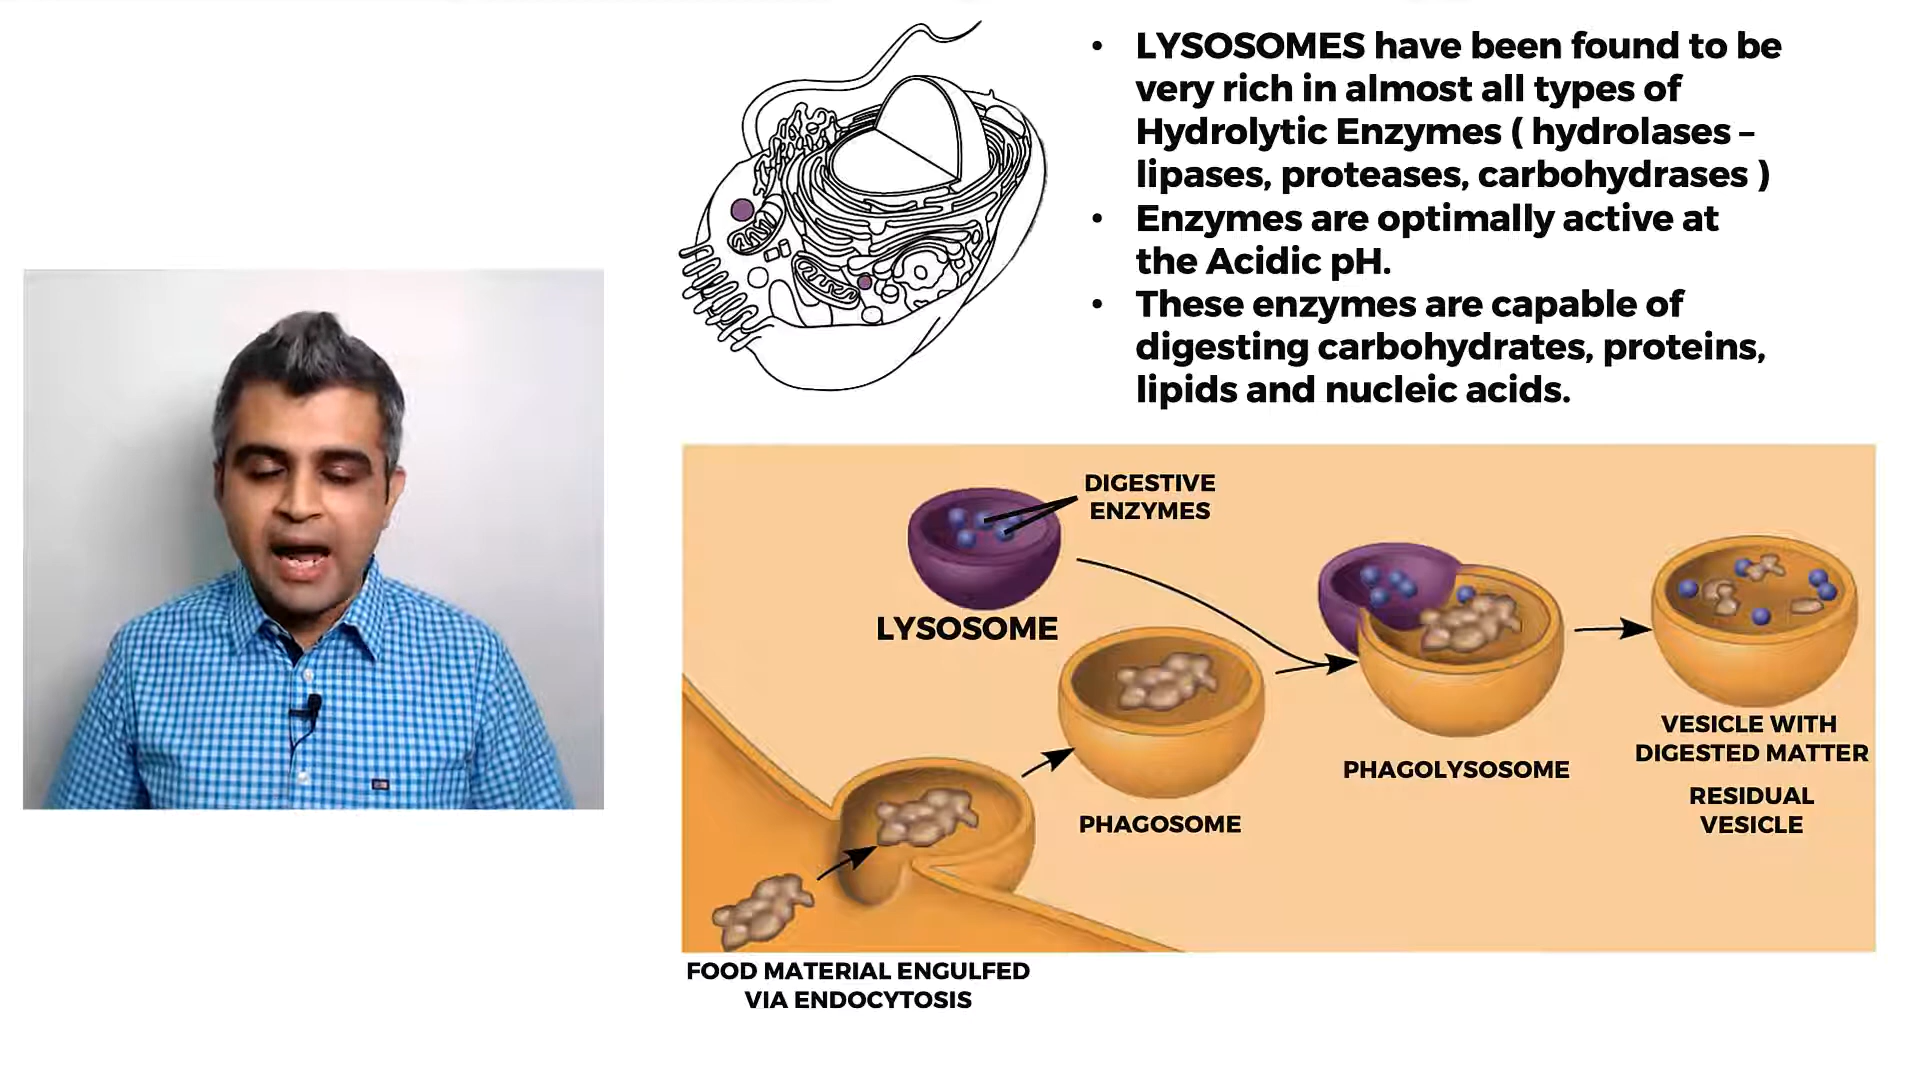 • LYSOSOMES have been found to be
very rich in almost all types of
Hydrolytic Enzymes ( hydrolases –
lipases, proteases, carbohydrases )
• Enzymes are optimally active at
the Acidic pH.
• These enzymes are capable of
digesting carbohydrates, proteins,
lipids and nucleic acids.
DIGESTIVE
ENZYMES
LYSOSOME
PHAGOSOME
PHAGOLYSOSOME
VESICLE WITH
DIGESTED MATTER
RESIDUAL
VESICLE
FOOD MATERIAL ENGULFED
VIA ENDOCYTOSIS